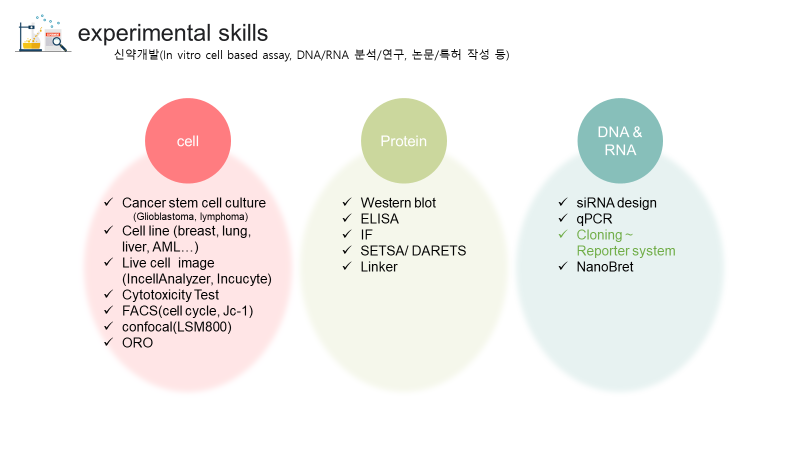 experimental skills
신약개발(In vitro cell based assay, DNA/RNA 분석/연구, 논문/특허 작성 등)
cell
✓ Cancer stem cell culture
(Glioblastoma, lymphoma)
✓ Cell line (breast, lung,
liver, AML…)
✓ Live cell image
(IncellAnalyzer, Incucyte)
✓ Cytotoxicity Test
✓ FACS(cell cycle, Jc-1)
✓ confocal(LSM800)
✓ ORO
Protein
✓ Western blot
✓ ELISA
✓ IF
✓ SETSA/ DARETS
✓ Linker
DNA &
RNA
✓ siRNA design
✓ qPCR
✓ Cloning ~
Reporter system
✓ NanoBret